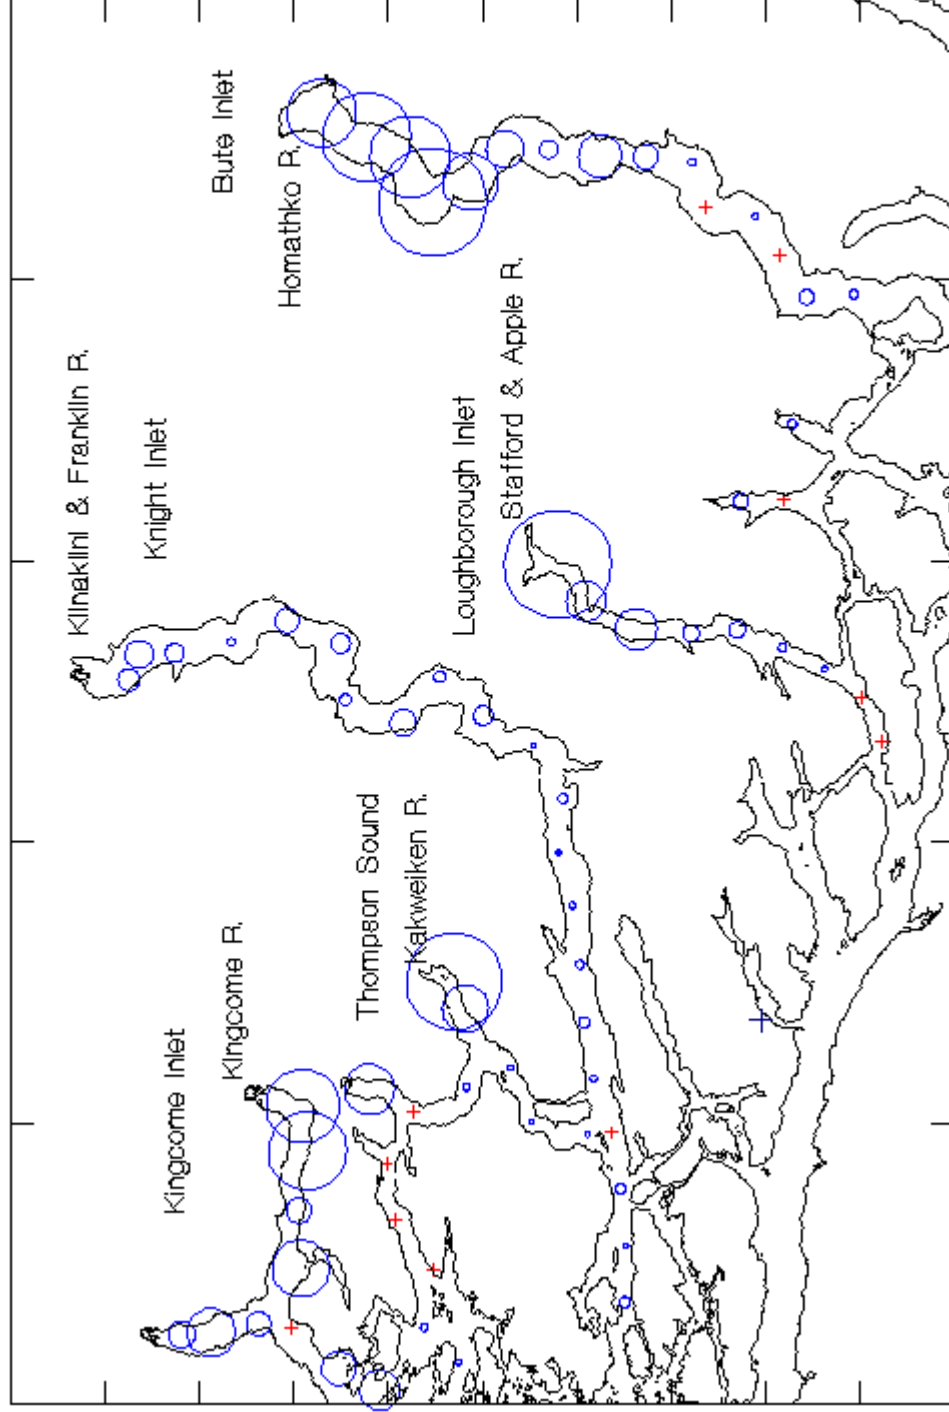 Kingcome Inlet
Kingcome R.
Thompson Sound
Kakweiken R.
Klinaklini & Franklin R.
Knight Inlet
Loughborough Inlet
Stafford & Apple R.
Bute Inlet
Homathko R.